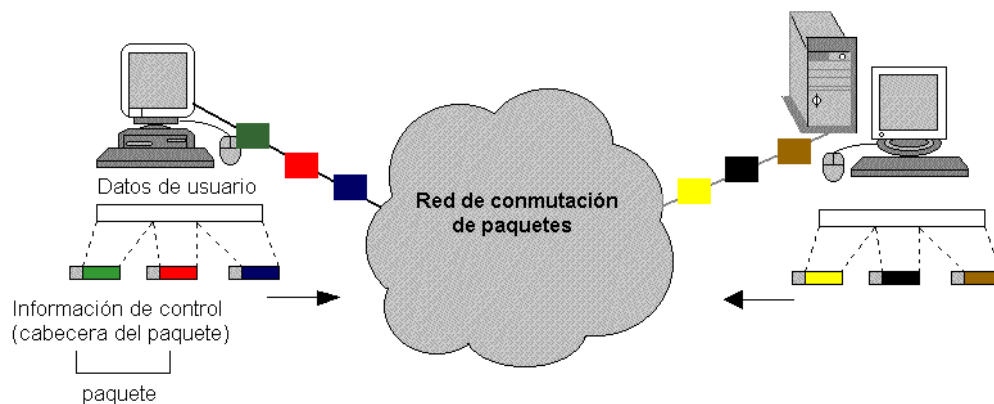 Datos de usuario
Red de conmutación
de paquetes
Información de control
(cabecera del paquete)
paquete